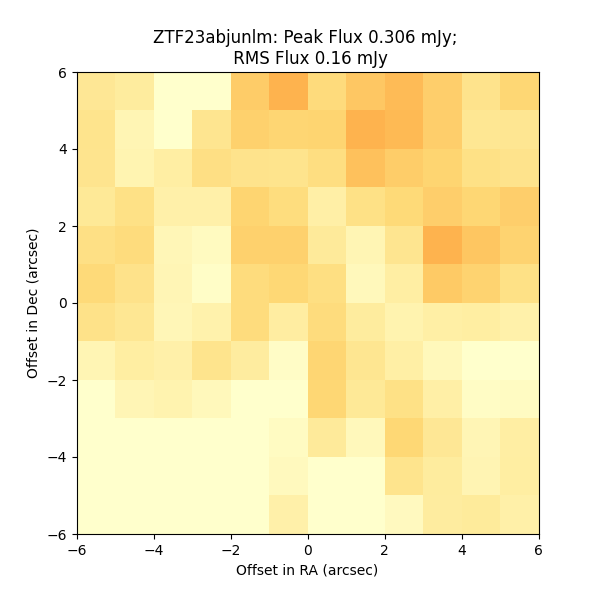 ZTF23abjunlm: Peak Flux 0.306 mJy;
RMS Flux 0.16 mJy
6
4
2
0
−2
−4
−6
Offset in Dec (arcsec)
−6 −4 −2 0 2 4 6
Offset in RA (arcsec)